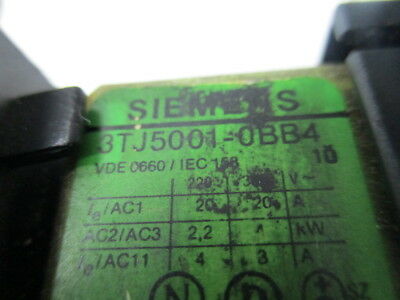 SIEMENS
3TJ5001-0BB4
VDE 0660 / IEC 158 10
220 V~
Ie/AC1 20 20 A
AC2/AC3 2,2 4 kW
Ie/AC11 4 3 A
N D